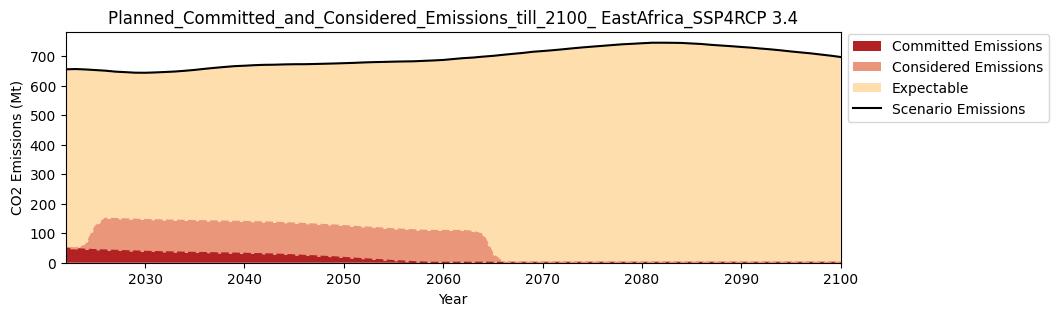 Planned_Committed_and_Considered_Emissions_till_2100_ EastAfrica_SSP4RCP 3.4
Committed Emissions
Considered Emissions
Expectable
Scenario Emissions
CO2 Emissions (Mt)
700
600
500
400
300
200
100
0
2030 2040 2050 2060 2070 2080 2090 2100
Year